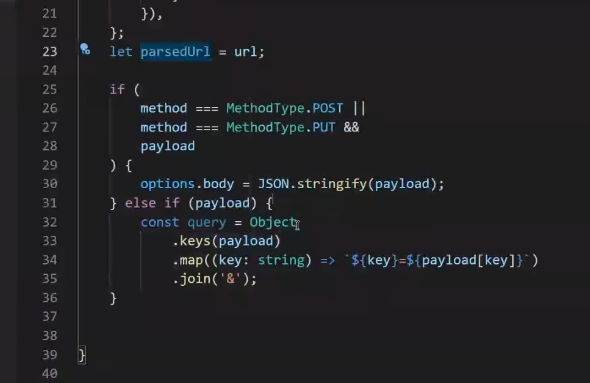 21 }),
22 };
23 let parsedUrl = url;
24
25 if (
26 method === MethodType.POST ||
27 method === MethodType.PUT &&
28 payload
29 ) {
30 options.body = JSON.stringify(payload);
31 } else if (payload) {
32 const query = Object
33 .keys(payload)
34 .map((key: string) => `${key}=${payload[key]}`)
35 .join('&');
36 }
37
38
39 }
40